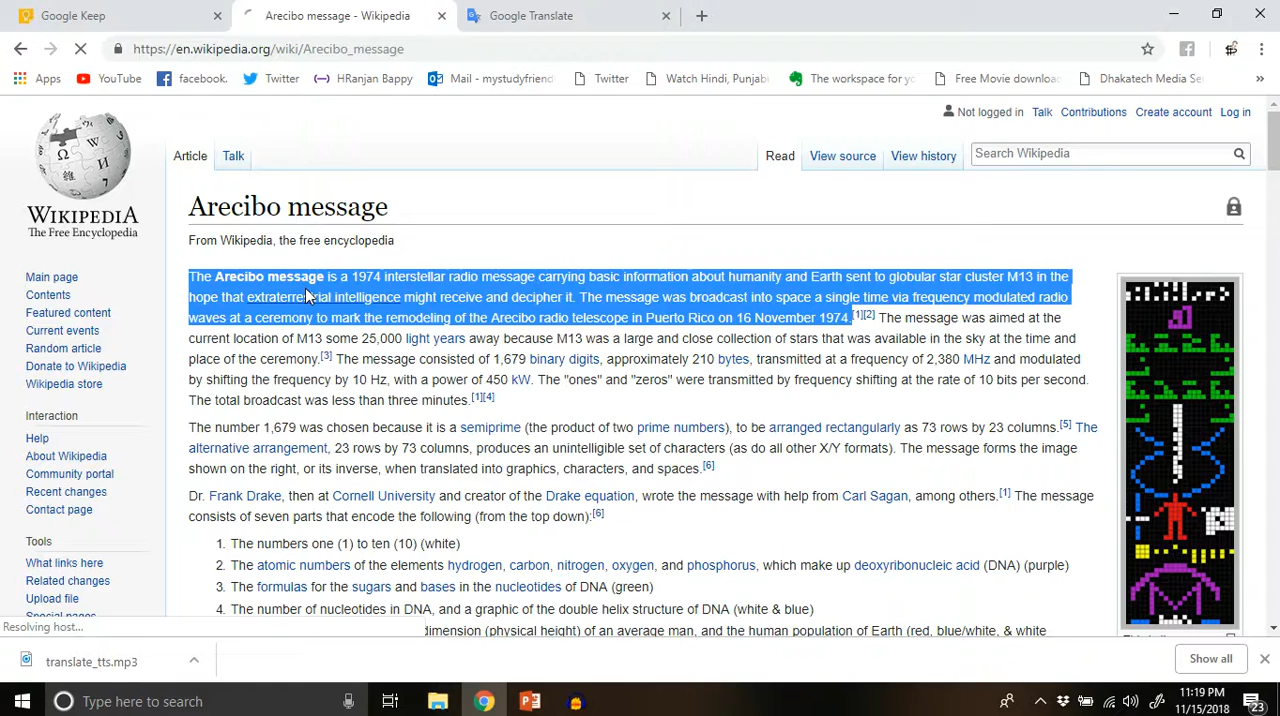 Google Keep
Arecibo message - Wikipedia
Google Translate
https://en.wikipedia.org/wiki/Arecibo_message
Apps YouTube facebook. Twitter HRanjan Bappy Mail - mystudyfriend Twitter Watch Hindi, Punjabi The workspace for yo Free Movie download Dhakatech Media Se »
Not logged in Talk Contributions Create account Log in
Article Talk Read View source View history Search Wikipedia
WIKIPEDIA
The Free Encyclopedia
Main page
Contents
Featured content
Current events
Random article
Donate to Wikipedia
Wikipedia store
Interaction
Help
About Wikipedia
Community portal
Recent changes
Contact page
Tools
What links here
Related changes
Upload file
Special pages
Arecibo message
From Wikipedia, the free encyclopedia
The Arecibo message is a 1974 interstellar radio message carrying basic information about humanity and Earth sent to globular star cluster M13 in the
hope that extraterrestrial intelligence might receive and decipher it. The message was broadcast into space a single time via frequency modulated radio
waves at a ceremony to mark the remodeling of the Arecibo radio telescope in Puerto Rico on 16 November 1974.[1][2] The message was aimed at the
current location of M13 some 25,000 light years away because M13 was a large and close collection of stars that was available in the sky at the time and
place of the ceremony.[3] The message consisted of 1,679 binary digits, approximately 210 bytes, transmitted at a frequency of 2,380 MHz and modulated
by shifting the frequency by 10 Hz, with a power of 450 kW. The "ones" and "zeros" were transmitted by frequency shifting at the rate of 10 bits per second.
The total broadcast was less than three minutes.[1][4]
The number 1,679 was chosen because it is a semiprime (the product of two prime numbers), to be arranged rectangularly as 73 rows by 23 columns.[5] The
alternative arrangement, 23 rows by 73 columns, produces an unintelligible set of characters (as do all other X/Y formats). The message forms the image
shown on the right, or its inverse, when translated into graphics, characters, and spaces.[6]
Dr. Frank Drake, then at Cornell University and creator of the Drake equation, wrote the message with help from Carl Sagan, among others.[1] The message
consists of seven parts that encode the following (from the top down):[6]
1. The numbers one (1) to ten (10) (white)
2. The atomic numbers of the elements hydrogen, carbon, nitrogen, oxygen, and phosphorus, which make up deoxyribonucleic acid (DNA) (purple)
3. The formulas for the sugars and bases in the nucleotides of DNA (green)
4. The number of nucleotides in DNA, and a graphic of the double helix structure of DNA (white & blue)
dimension (physical height) of an average man, and the human population of Earth (red, blue/white, & white
Resolving host...
translate_tts.mp3
Show all
Type here to search
11:19 PM
11/15/2018
23